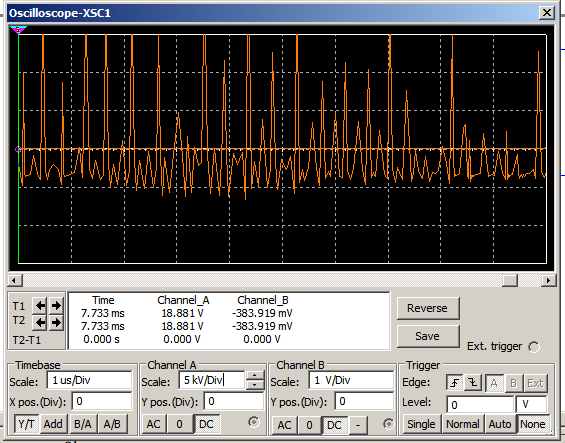 Oscilloscope-XSC1
Time Channel_A Channel_B
T1 7.733 ms 18.881 V -383.919 mV
T2 7.733 ms 18.881 V -383.919 mV
T2-T1 0.000 s 0.000 V 0.000 V
Reverse
Save
Ext. trigger
Timebase
Scale: 1 us/Div
X pos.(Div): 0
Y/T Add B/A A/B
Channel A
Scale: 5 kV/Div
Y pos.(Div): 0
AC 0 DC
Channel B
Scale: 1 V/Div
Y pos.(Div): 0
AC 0 DC -
Trigger
Edge: A B Ext
Level: 0 V
Single Normal Auto None